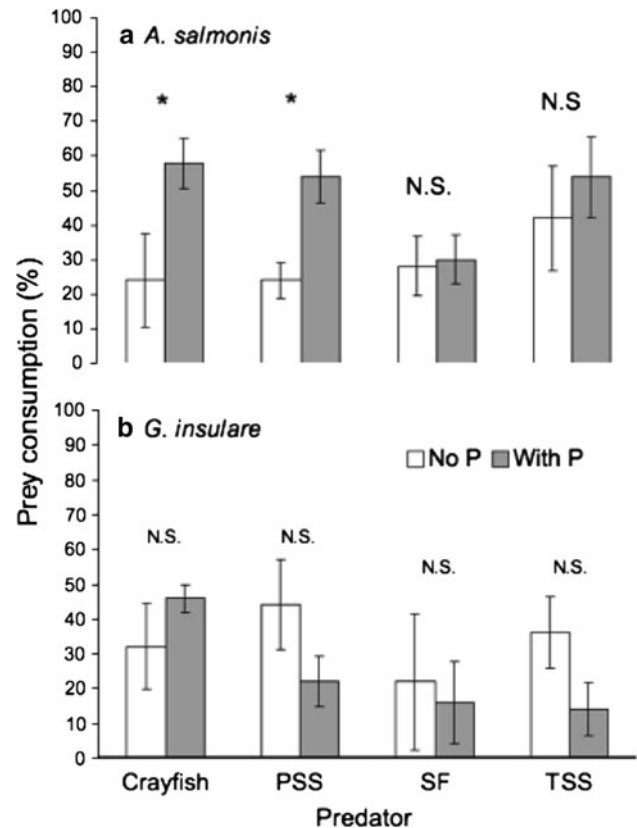 a A. salmonis
100
90
80
70
60
50
40
30
20
10
0
*
*
N.S.
N.S
Prey consumption (%)
b G. insulare
100
90
80
70
60
50
40
30
20
10
0
No P With P
N.S.
N.S.
N.S.
N.S.
Crayfish PSS SF TSS
Predator